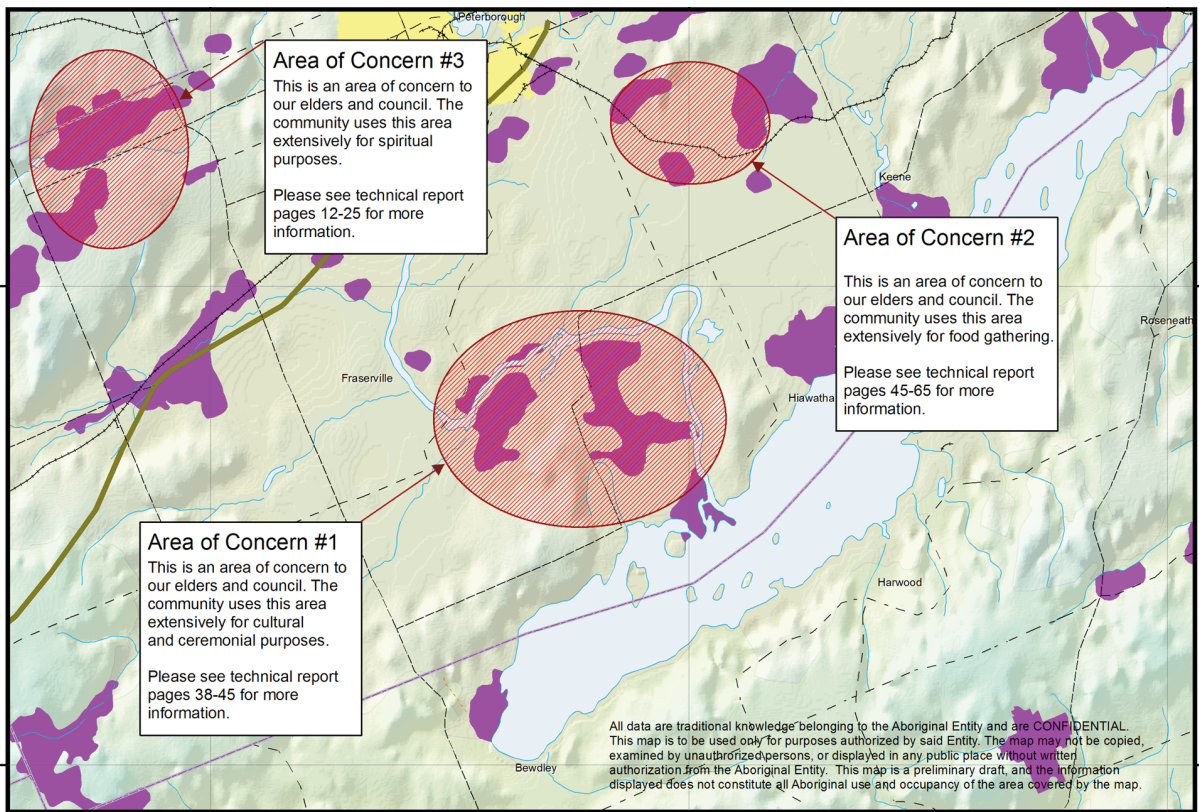 Peterborough
Area of Concern #3
This is an area of concern to
our elders and council. The
community uses this area
extensively for spiritual
purposes.
Please see technical report
pages 12-25 for more
information.
Keene
Area of Concern #2
This is an area of concern to
our elders and council. The
community uses this area
extensively for food gathering.
Please see technical report
pages 45-65 for more
information.
Roseneath
Fraserville
Hiawatha
Area of Concern #1
This is an area of concern to
our elders and council. The
community uses this area
extensively for cultural
and ceremonial purposes.
Please see technical report
pages 38-45 for more
information.
Harwood
Bewdley
All data are traditional knowledge belonging to the Aboriginal Entity and are CONFIDENTIAL.
This map is to be used only for purposes authorized by said Entity. The map may not be copied,
examined by unauthorized persons, or displayed in any public place without written
authorization from the Aboriginal Entity. This map is a preliminary draft, and the information
displayed does not constitute all Aboriginal use and occupancy of the area covered by the map.